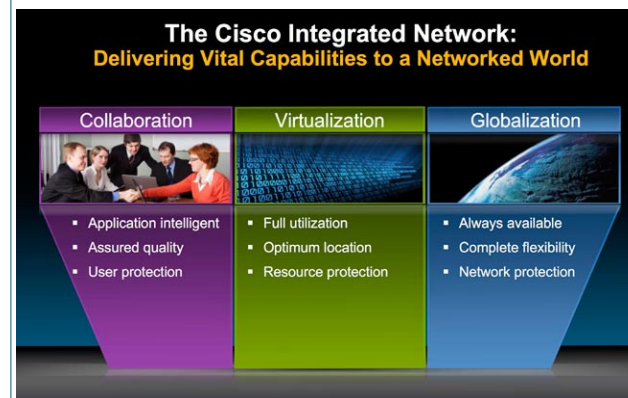 The Cisco Integrated Network:
Delivering Vital Capabilities to a Networked World
Collaboration
▪ Application intelligent
▪ Assured quality
▪ User protection
Virtualization
▪ Full utilization
▪ Optimum location
▪ Resource protection
Globalization
▪ Always available
▪ Complete flexibility
▪ Network protection